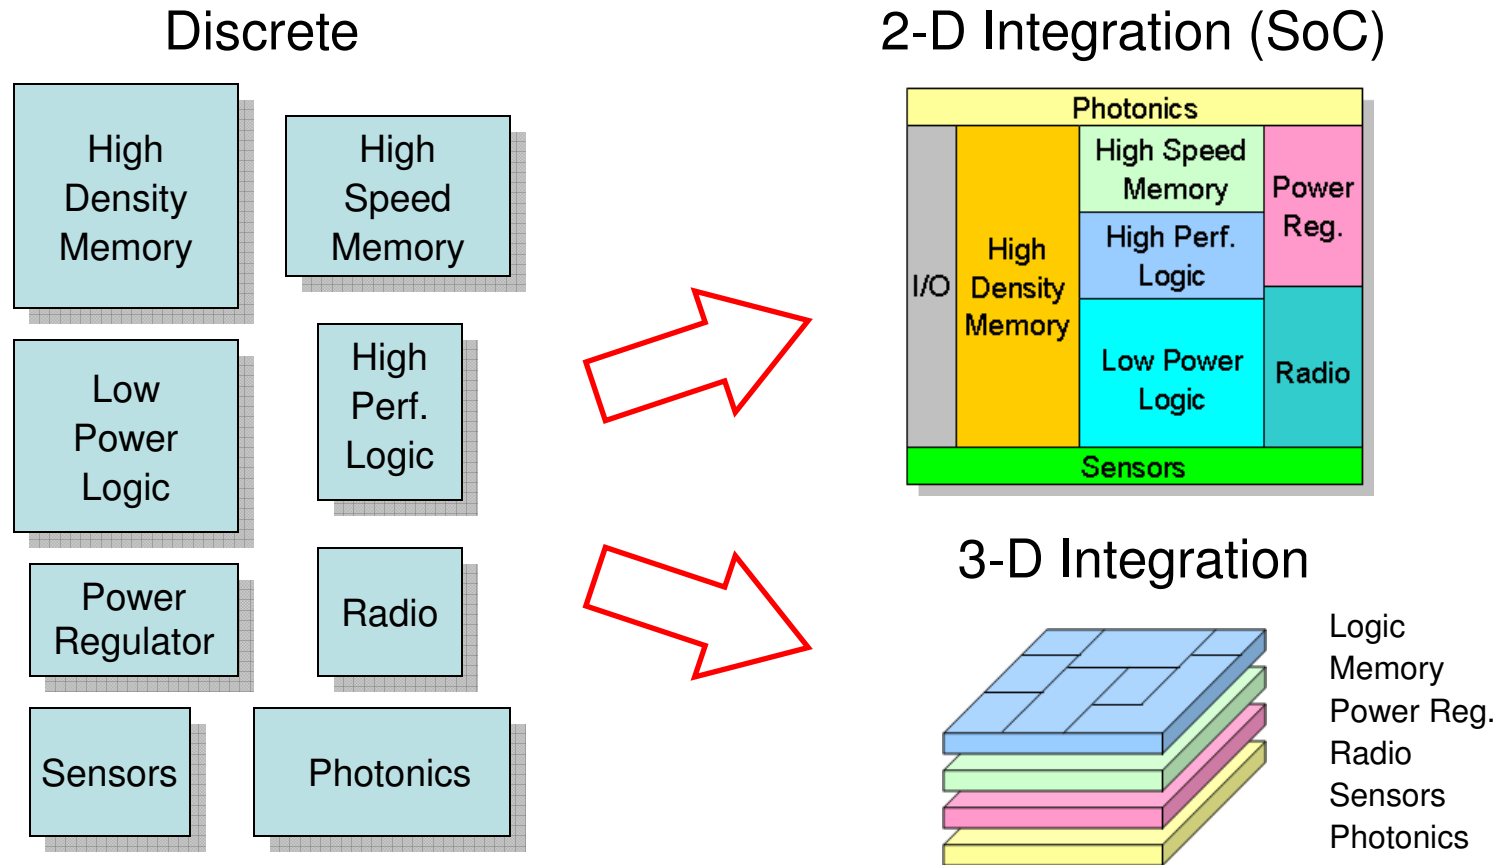 Discrete
High
Density
Memory
High
Speed
Memory
Low
Power
Logic
High
Perf.
Logic
Power
Regulator
Radio
Sensors
Photonics
2-D Integration (SoC)
Photonics
I/O
High
Density
Memory
High Speed
Memory
High Perf.
Logic
Low Power
Logic
Power
Reg.
Radio
Sensors
3-D Integration
Logic
Memory
Power Reg.
Radio
Sensors
Photonics